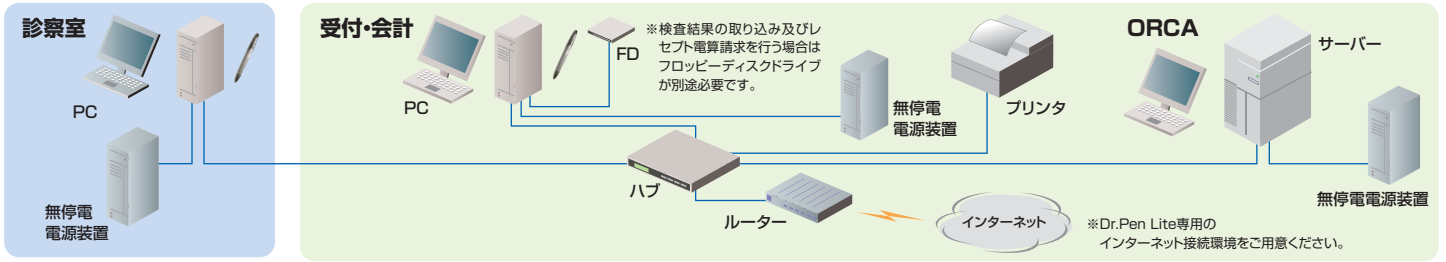 診察室
PC
無停電
電源装置
受付・会計
PC
FD
※検査結果の取り込み及びレ
セプト電算請求を行う場合は
フロッピーディスクドライブ
が別途必要です。
無停電
電源装置
プリンタ
ORCA
サーバー
無停電電源装置
ハブ
ルーター
インターネット
※Dr.Pen Lite専用の
インターネット接続環境をご用意ください。